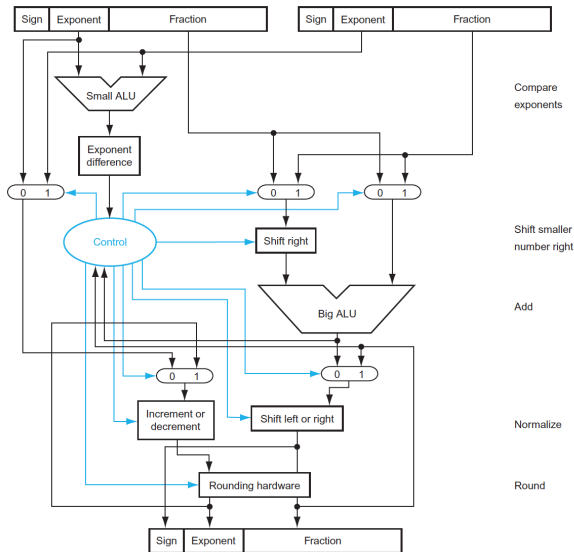 Sign Exponent Fraction Sign Exponent Fraction
Small ALU
Compare
exponents
Exponent
difference
0 1 0 1 0 1
Control
Shift right
Shift smaller
number right
Big ALU
Add
0 1 0 1
Increment or
decrement
Shift left or right
Normalize
Rounding hardware
Round
Sign Exponent Fraction